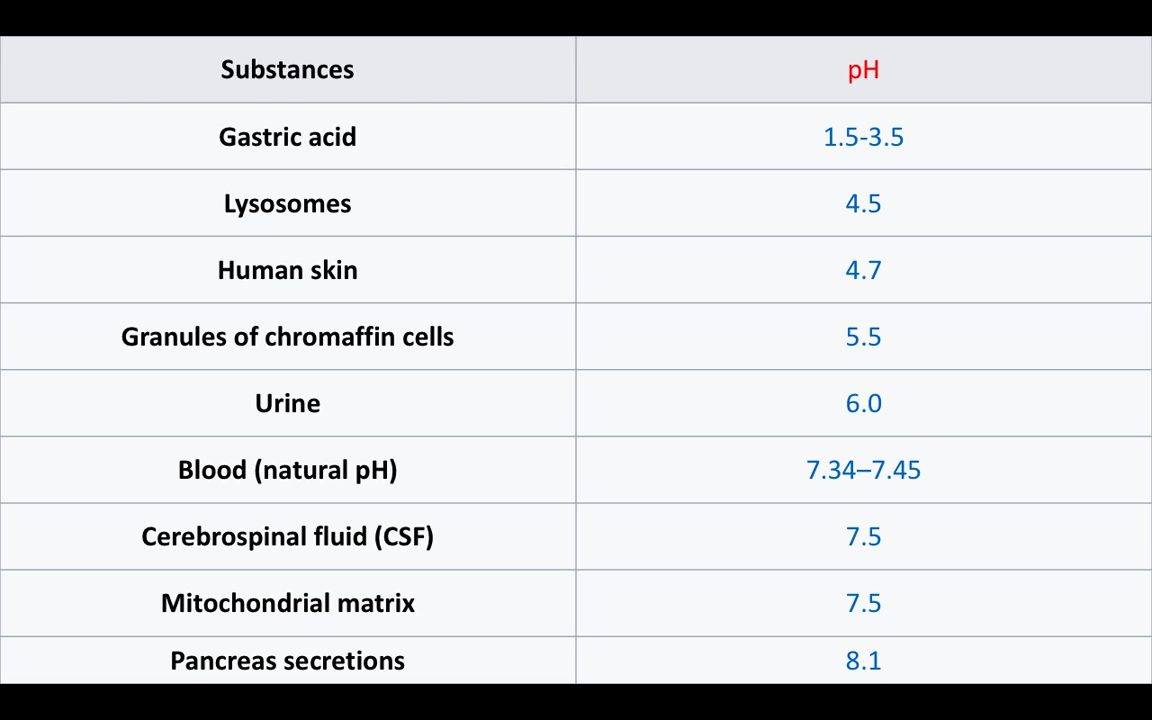 Substances pH
Gastric acid 1.5-3.5
Lysosomes 4.5
Human skin 4.7
Granules of chromaffin cells 5.5
Urine 6.0
Blood (natural pH) 7.34–7.45
Cerebrospinal fluid (CSF) 7.5
Mitochondrial matrix 7.5
Pancreas secretions 8.1